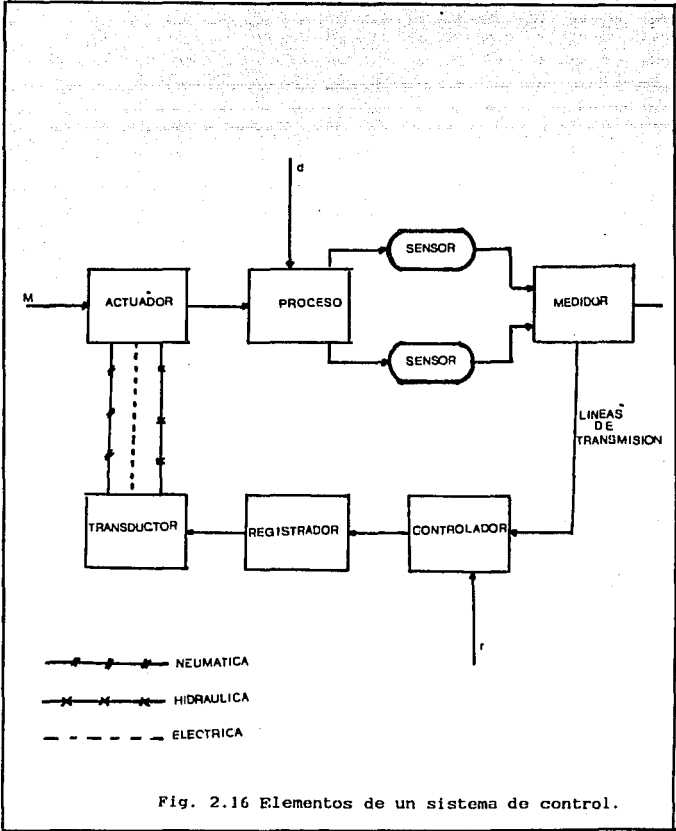 d
SENSOR
M
ACTUADOR
PROCESO
MEDIDOR
SENSOR
LINEAS
DE
TRANSMISION
TRANSDUCTOR
REGISTRADOR
CONTROLADOR
r
NEUMATICA
HIDRAULICA
ELECTRICA
Fig. 2.16 Elementos de un sistema de control.